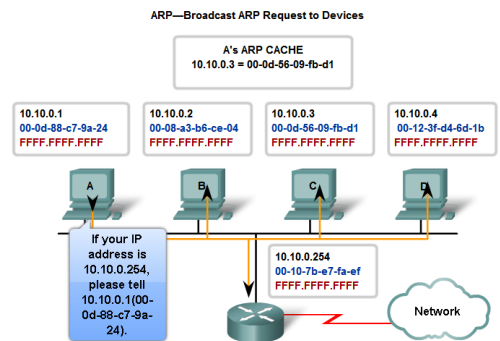 ARP—Broadcast ARP Request to Devices
A's ARP CACHE
10.10.0.3 = 00-0d-56-09-fb-d1
10.10.0.1
00-0d-88-c7-9a-24
FFFF.FFFF.FFFF
10.10.0.2
00-08-a3-b6-ce-04
FFFF.FFFF.FFFF
10.10.0.3
00-0d-56-09-fb-d1
FFFF.FFFF.FFFF
10.10.0.4
00-12-3f-d4-6d-1b
FFFF.FFFF.FFFF
A
B
C
D
If your IP
address is
10.10.0.254,
please tell
10.10.0.1(00-
0d-88-c7-9a-
24).
10.10.0.254
00-10-7b-e7-fa-ef
FFFF.FFFF.FFFF
Network